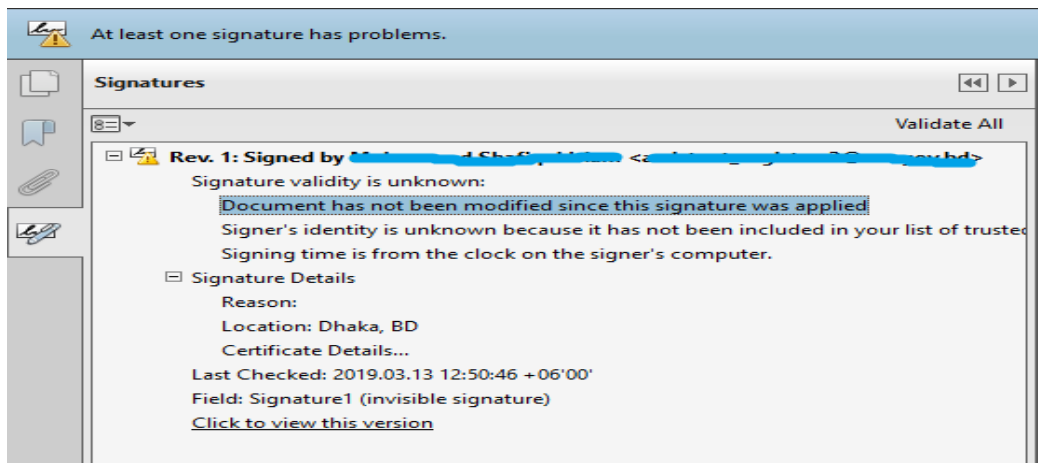 At least one signature has problems.
Signatures
Validate All
Rev. 1: Signed by
Signature validity is unknown:
Document has not been modified since this signature was applied
Signer's identity is unknown because it has not been included in your list of trusted
Signing time is from the clock on the signer's computer.
Signature Details
Reason:
Location: Dhaka, BD
Certificate Details...
Last Checked: 2019.03.13 12:50:46 +06'00'
Field: Signature1 (invisible signature)
Click to view this version